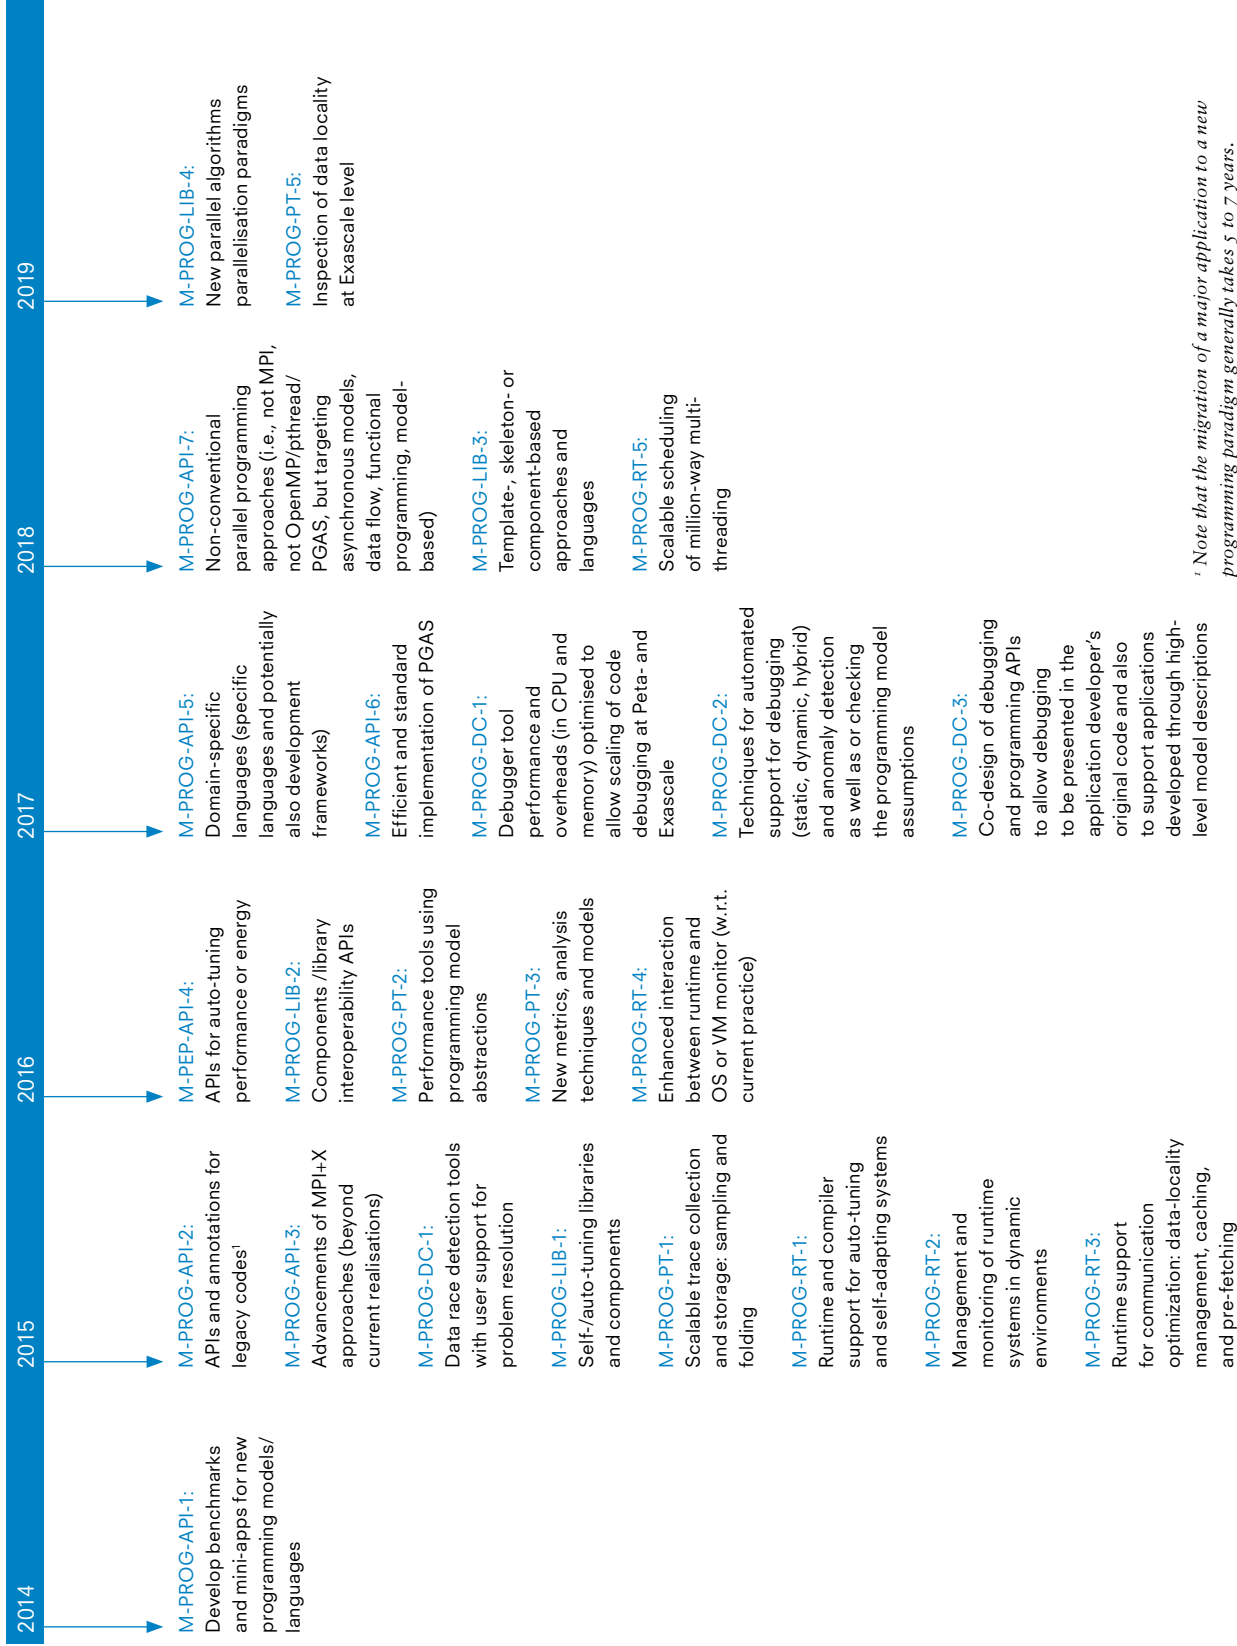 2014
M-PROG-API-1:
Develop benchmarks
and mini-apps for new
programming models/
languages
2015
M-PROG-API-2:
APIs and annotations for
legacy codes¹
M-PROG-API-3:
Advancements of MPI+X
approaches (beyond
current realisations)
M-PROG-DC-1:
Data race detection tools
with user support for
problem resolution
M-PROG-LIB-1:
Self-/auto-tuning libraries
and components
M-PROG-PT-1:
Scalable trace collection
and storage: sampling and
folding
M-PROG-RT-1:
Runtime and compiler
support for auto-tuning
and self-adapting systems
M-PROG-RT-2:
Management and
monitoring of runtime
systems in dynamic
environments
M-PROG-RT-3:
Runtime support
for communication
optimization: data-locality
management, caching,
and pre-fetching
2016
M-PEP-API-4:
APIs for auto-tuning
performance or energy
M-PROG-LIB-2:
Components /library
interoperability APIs
M-PROG-PT-2:
Performance tools using
programming model
abstractions
M-PROG-PT-3:
New metrics, analysis
techniques and models
M-PROG-RT-4:
Enhanced interaction
between runtime and
OS or VM monitor (w.r.t.
current practice)
2017
M-PROG-API-5:
Domain-specific
languages (specific
languages and potentially
also development
frameworks)
M-PROG-API-6:
Efficient and standard
implementation of PGAS
M-PROG-DC-1:
Debugger tool
performance and
overheads (in CPU and
memory) optimised to
allow scaling of code
debugging at Peta- and
Exascale
M-PROG-DC-2:
Techniques for automated
support for debugging
(static, dynamic, hybrid)
and anomaly detection
as well as or checking
the programming model
assumptions
M-PROG-DC-3:
Co-design of debugging
and programming APIs
to allow debugging
to be presented in the
application developer's
original code and also
to support applications
developed through high-
level model descriptions
2018
M-PROG-API-7:
Non-conventional
parallel programming
approaches (i.e., not MPI,
not OpenMP/pthread/
PGAS, but targeting
asynchronous models,
data flow, functional
programming, model-
based)
M-PROG-LIB-3:
Template-, skeleton- or
component-based
approaches and
languages
M-PROG-RT-5:
Scalable scheduling
of million-way multi-
threading
2019
M-PROG-LIB-4:
New parallel algorithms
parallelisation paradigms
M-PROG-PT-5:
Inspection of data locality
at Exascale level
¹ Note that the migration of a major application to a new
programming paradigm generally takes 5 to 7 years.